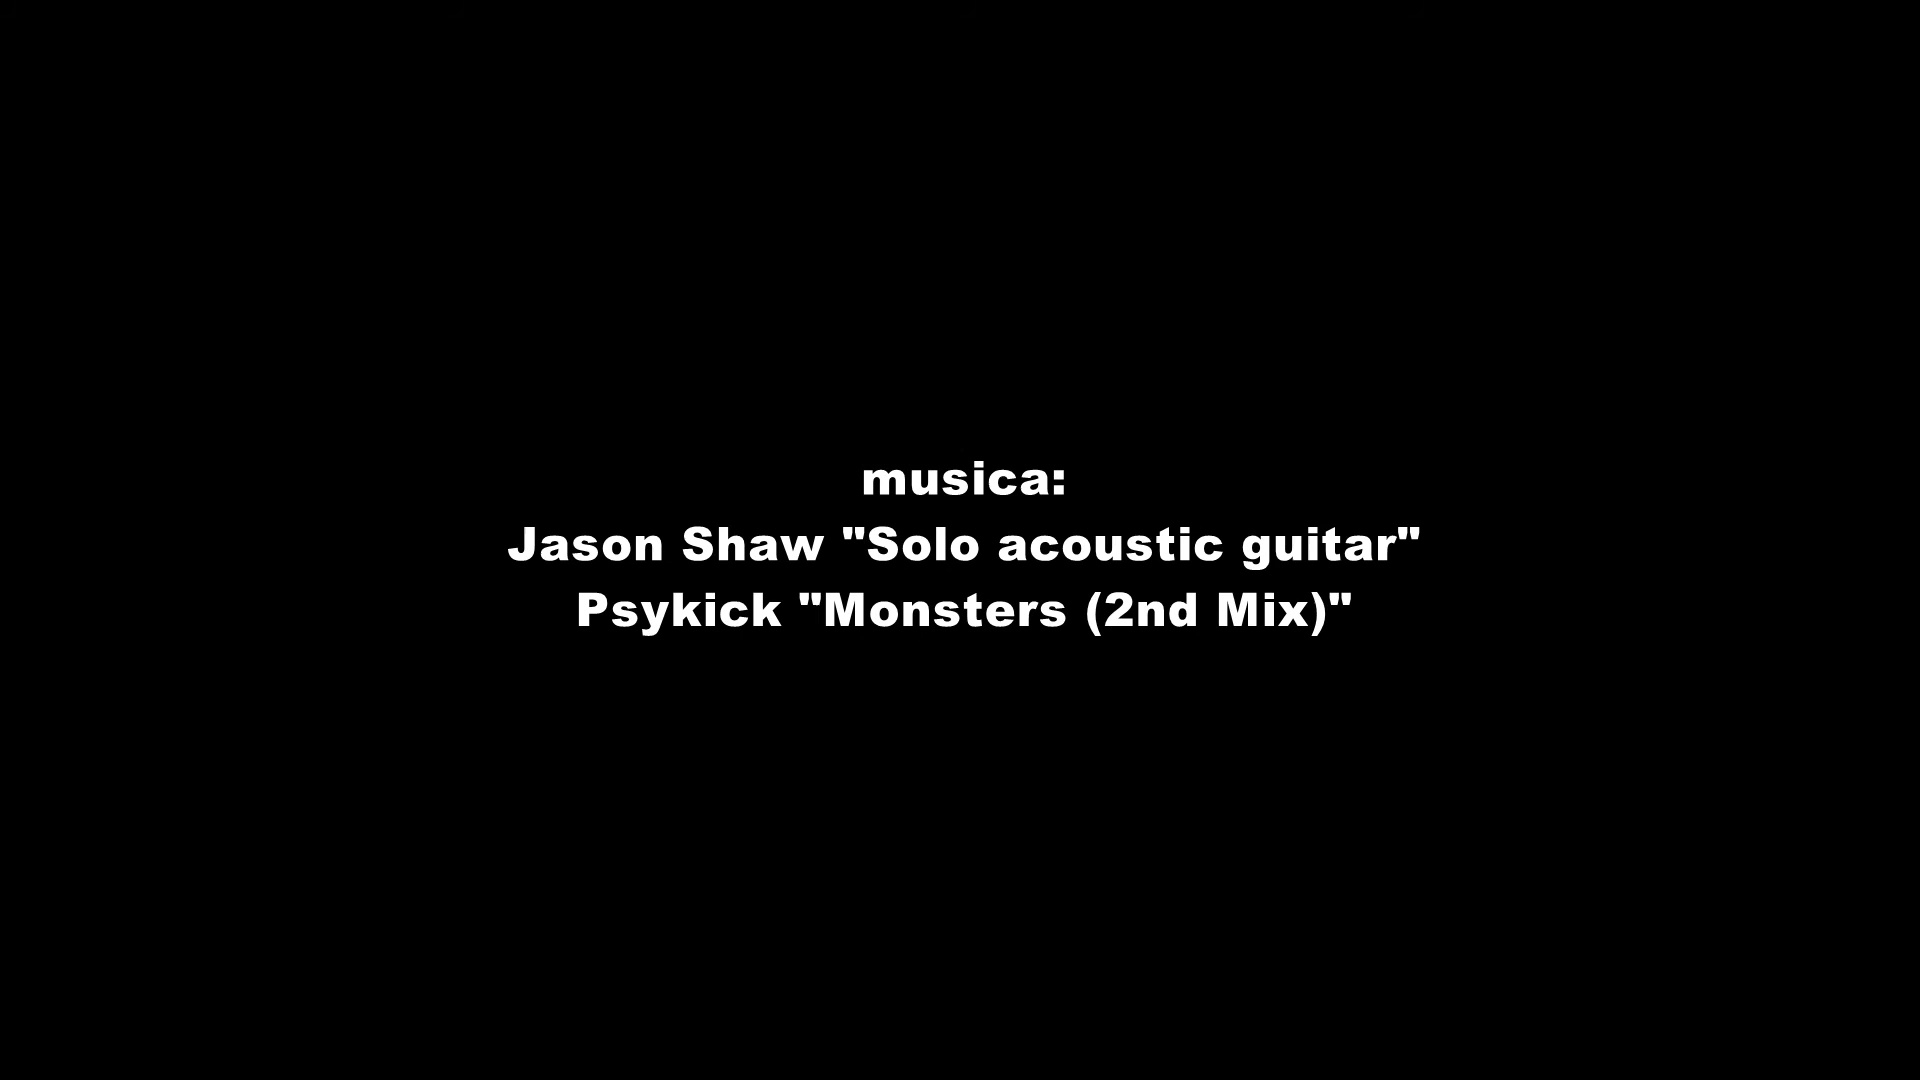 musica:
Jason Shaw "Solo acoustic guitar"
Psykick "Monsters (2nd Mix)"